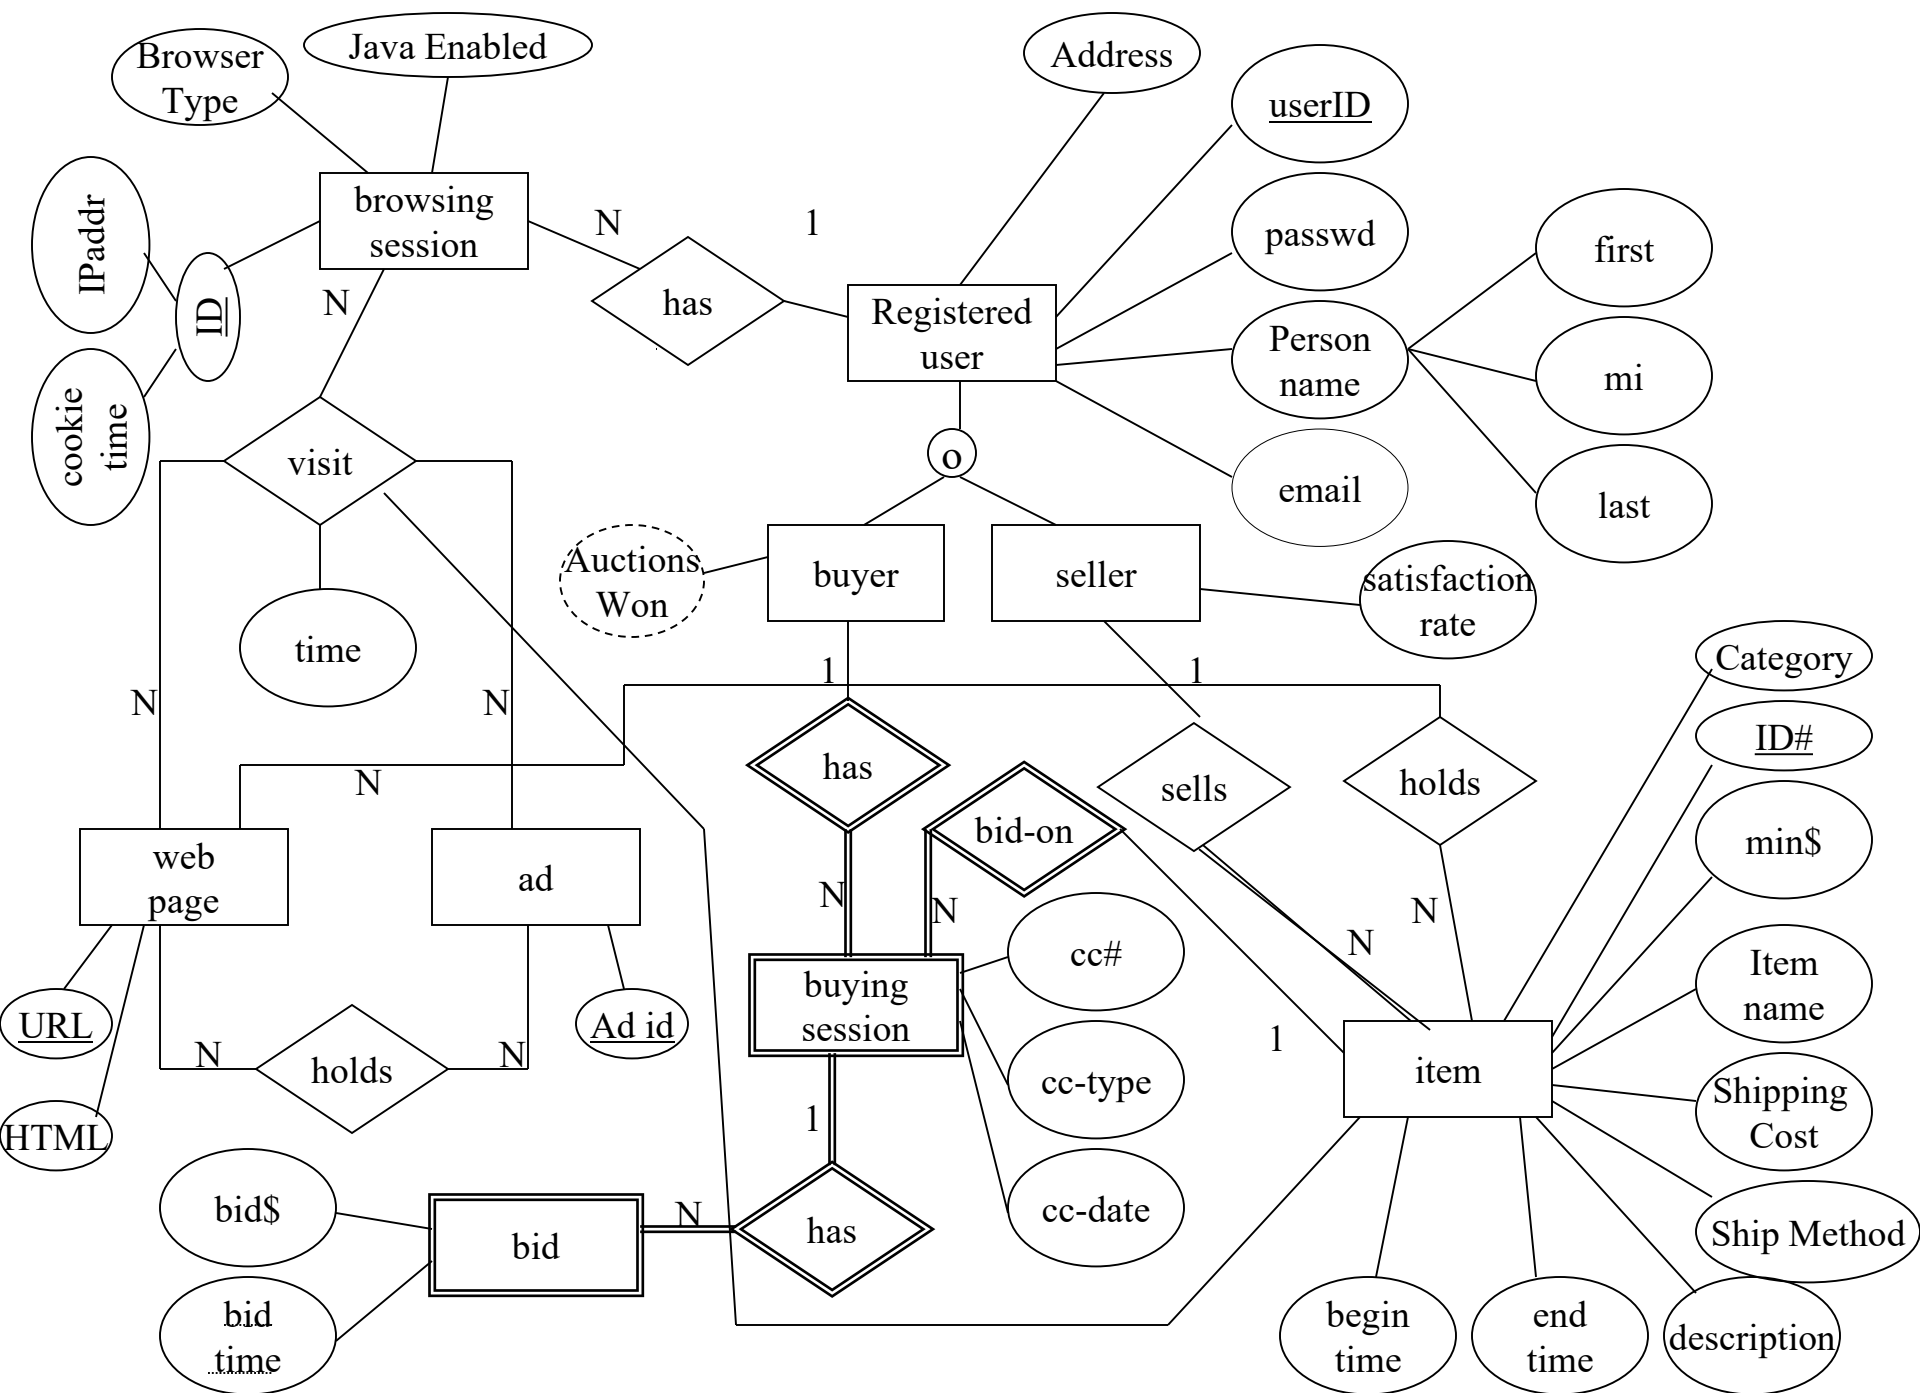 Java Enabled
Browser
Type
Address
userID
browsing
session
N
1
passwd
first
IPaddr
ID
N
has
Registered
user
Person
name
mi
cookie
time
visit
o
email
last
Auctions
Won
buyer
seller
satisfaction
rate
time
1
1
Category
N
N
ID#
N
has
sells
holds
bid-on
min$
web
page
ad
N
N
N
N
cc#
Item
name
buying
session
URL
Ad id
N
holds
N
1
item
cc-type
Shipping
Cost
HTML
1
bid$
N
has
cc-date
Ship Method
bid
bid
time
begin
time
end
time
description